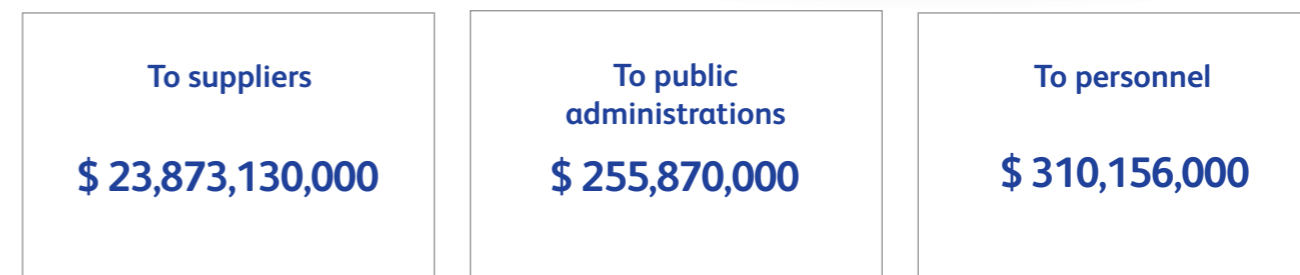 To suppliers
$ 23,873,130,000
To public
administrations
$ 255,870,000
To personnel
$ 310,156,000